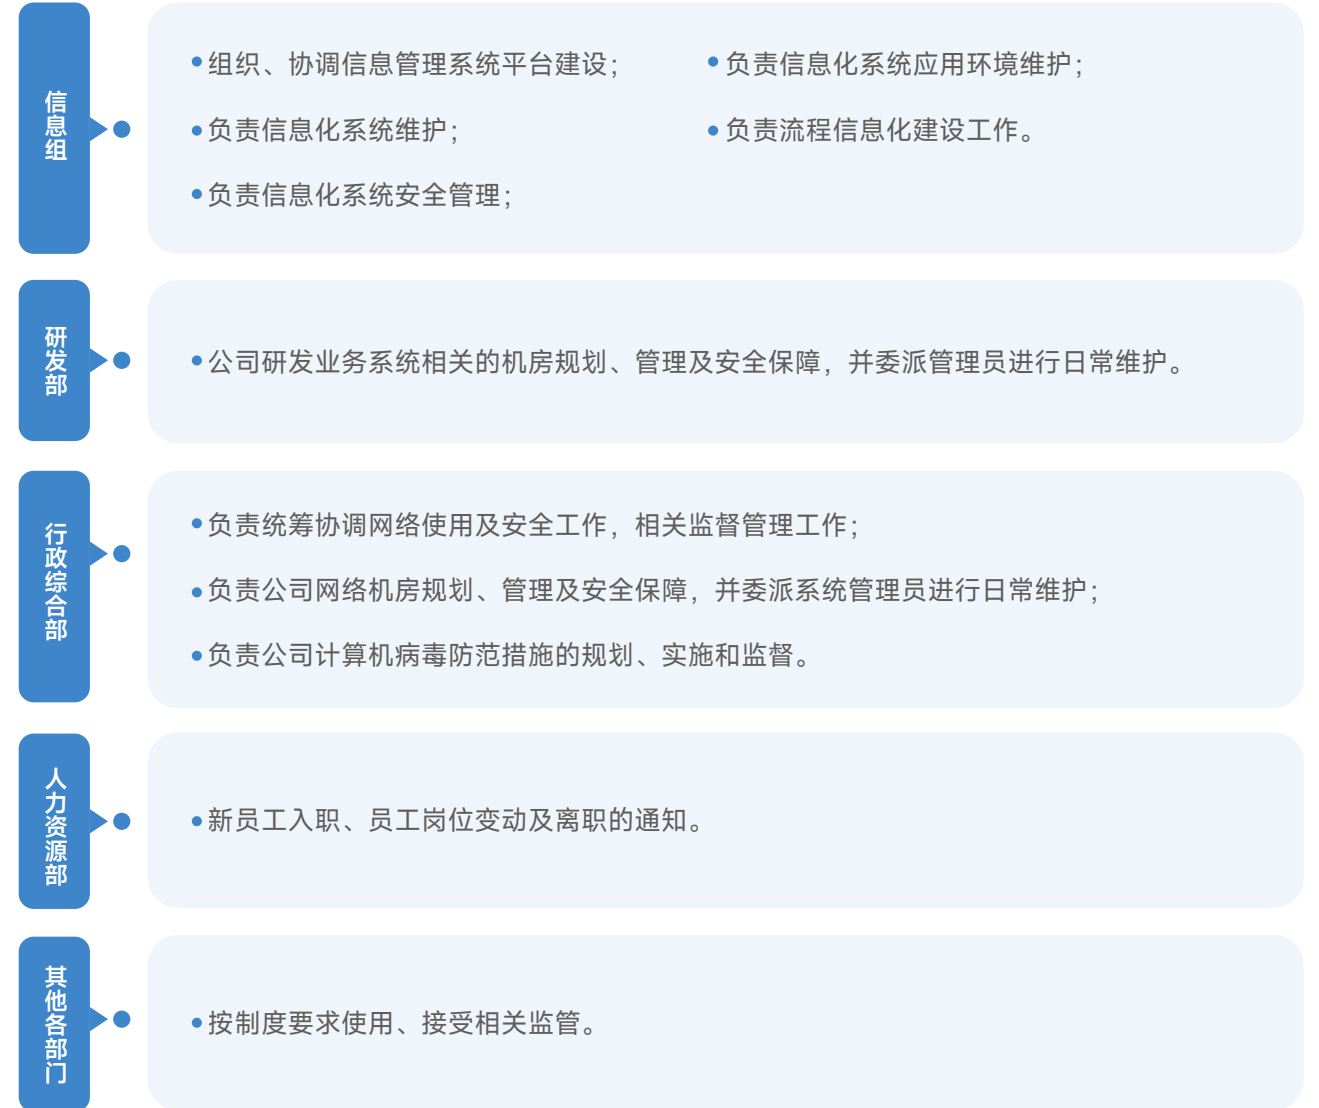 信息组
组织、协调信息管理系统平台建设；
负责信息化系统维护；
负责信息化系统安全管理；
负责信息化系统应用环境维护；
负责流程信息化建设工作。
研发部
公司研发业务系统相关的机房规划、管理及安全保障，并委派管理员进行日常维护。
行政综合部
负责统筹协调网络使用及安全工作，相关监督管理工作；
负责公司网络机房规划、管理及安全保障，并委派系统管理员进行日常维护；
负责公司计算机病毒防范措施的规划、实施和监督。
人力资源部
新员工入职、员工岗位变动及离职的通知。
其他各部门
按制度要求使用、接受相关监管。